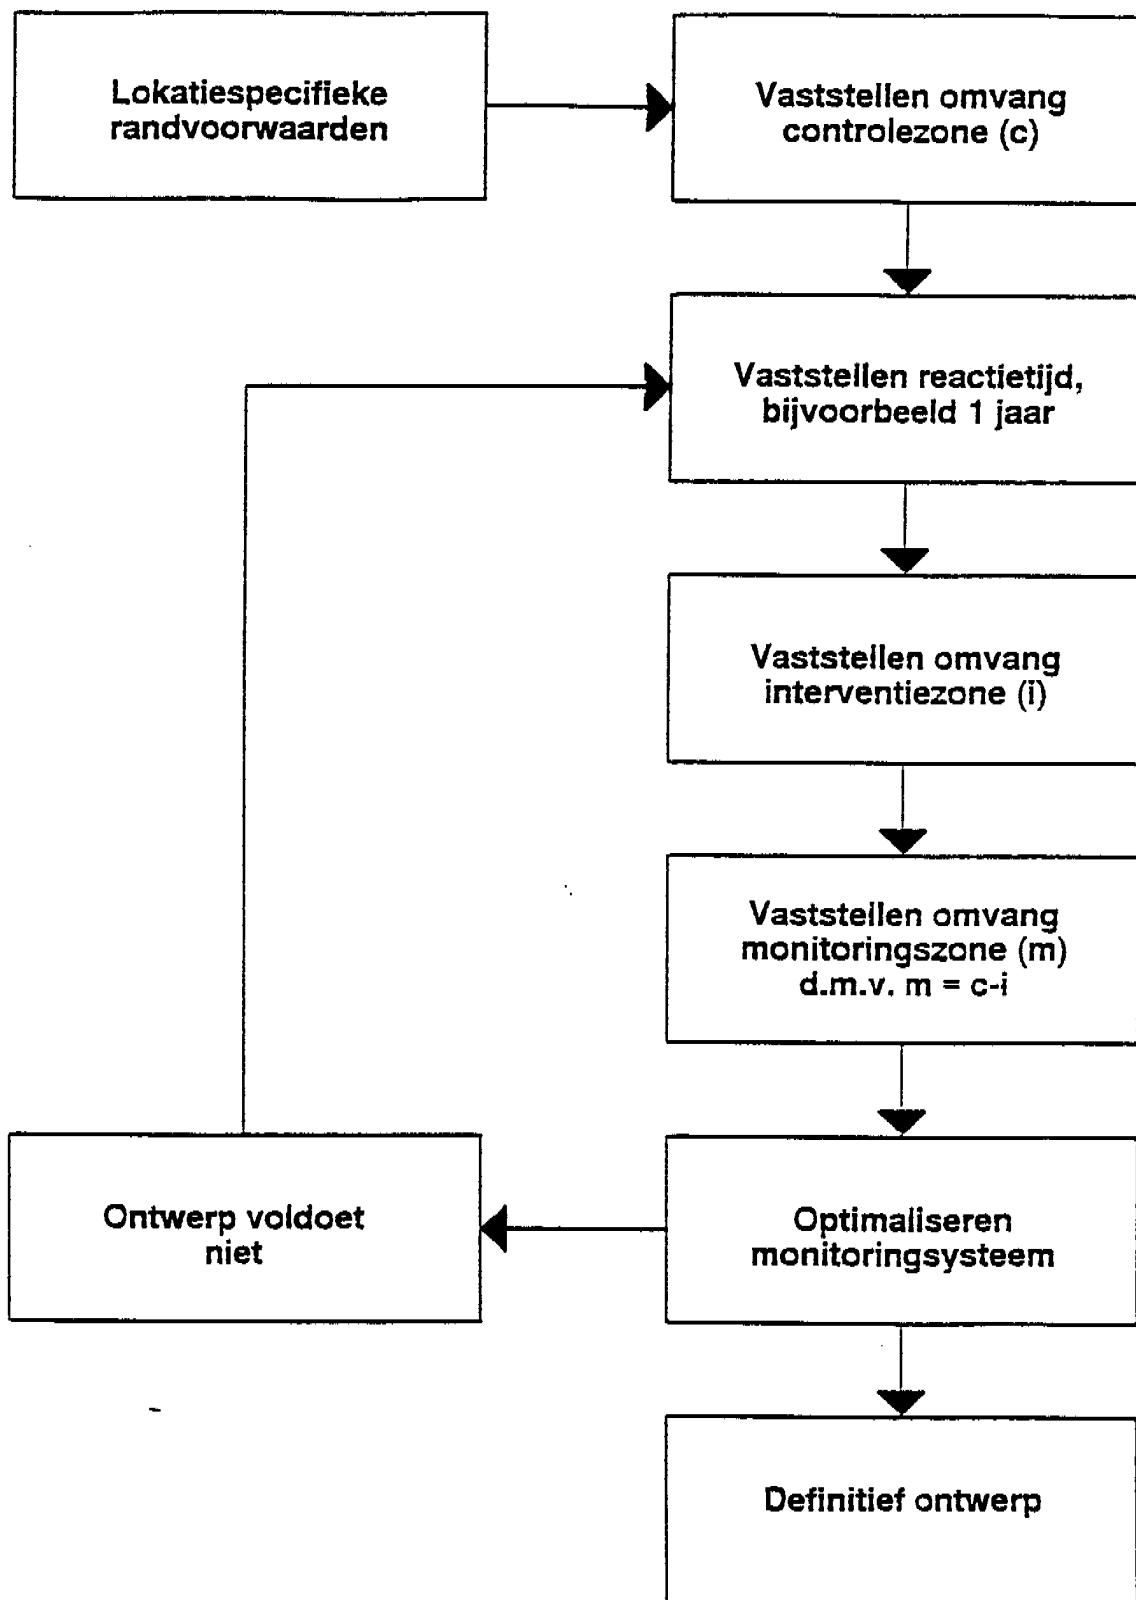 Lokatiespecifieke
randvoorwaarden
Vaststellen omvang
controlezone (c)
Vaststellen reactietijd,
bijvoorbeeld 1 jaar
Vaststellen omvang
interventiezone (i)
Vaststellen omvang
monitoringszone (m)
d.m.v. m = c-i
Ontwerp voldoet
niet
Optimaliseren
monitoringsysteem
Definitief ontwerp